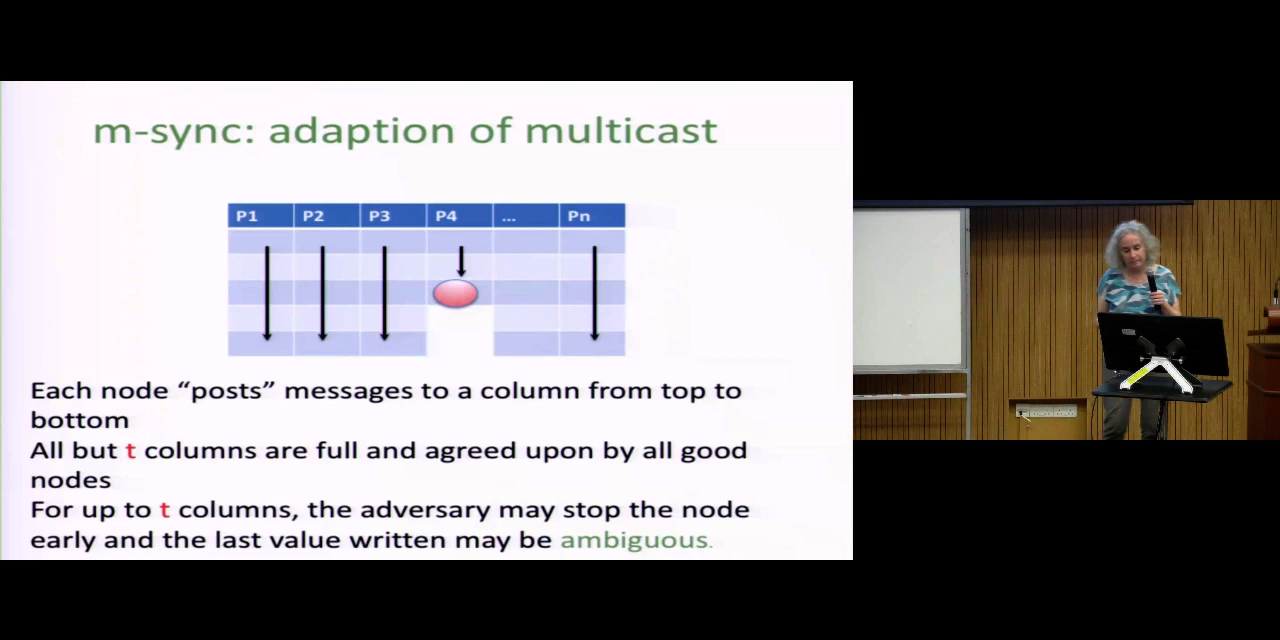 m-sync: adaption of multicast
P1 P2 P3 P4 ... Pn
Each node “posts” messages to a column from top to
bottom
All but t columns are full and agreed upon by all good
nodes
For up to t columns, the adversary may stop the node
early and the last value written may be ambiguous.